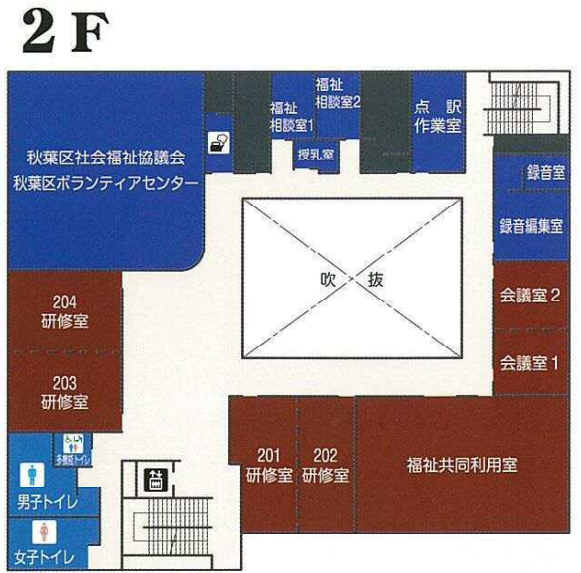 2F
秋葉区社会福祉協議会
秋葉区ボランティアセンター
福祉
相談室1
福祉
相談室2
授乳室
点訳
作業室
録音室
録音編集室
吹抜
204
研修室
203
研修室
会議室2
会議室1
201
研修室
202
研修室
福祉共同利用室
多機能トイレ
男子トイレ
女子トイレ